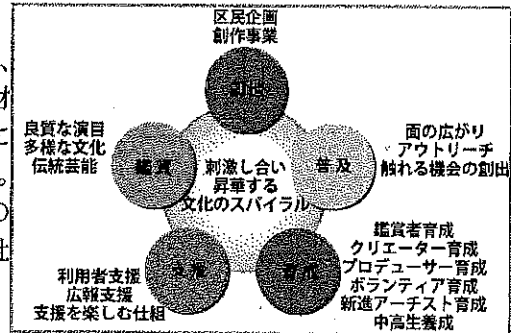 区民企画
創作事業
創造
良質な演目
多様な文化
伝統芸能
鑑賞
刺激し合い
昇華する
文化のスパイラル
普及
面の広がり
アウトリーチ
触れる機会の創出
支援
利用者支援
広報支援
支援を楽しむ仕組
育成
鑑賞者育成
クリエーター育成
プロデューサー育成
ボランティア育成
新進アーチスト育成
中高生養成